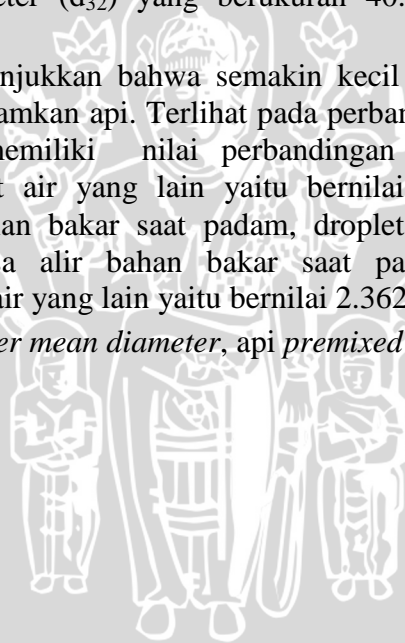 (d₃₂) yang berukuran
njukkan bahwa semakin kecil
amkan api. Terlihat pada perban
memiliki nilai perbandingan
t air yang lain yaitu bernilai
an bakar saat padam, droplet
a alir bahan bakar saat pa
air yang lain yaitu bernilai 2.362
er mean diameter, api premixed